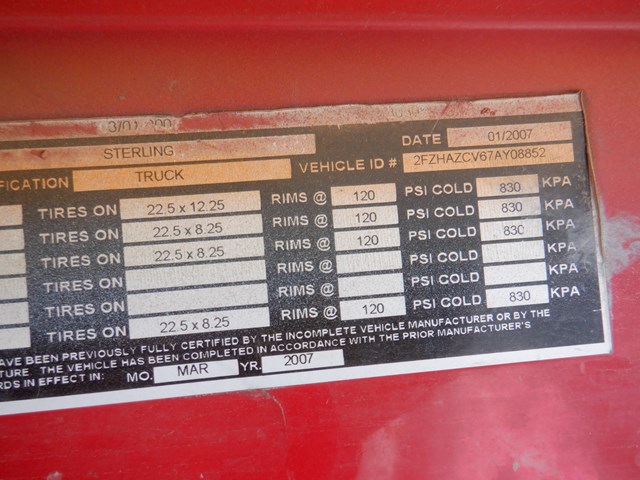 DATE 01/2007
STERLING
VEHICLE ID # 2FZHAZCV67AY08852
IFICATION TRUCK
TIRES ON 22.5 x 12.25 RIMS @ 120 PSI COLD 830 KPA
TIRES ON 22.5 x 8.25 RIMS @ 120 PSI COLD 830 KPA
TIRES ON 22.5 x 8.25 RIMS @ 120 PSI COLD 830 KPA
TIRES ON RIMS @ PSI COLD KPA
TIRES ON RIMS @ PSI COLD KPA
TIRES ON 22.5 x 8.25 RIMS @ 120 PSI COLD 830 KPA
HAVE BEEN PREVIOUSLY FULLY CERTIFIED BY THE INCOMPLETE VEHICLE MANUFACTURER OR BY THE
TURE. THE VEHICLE HAS BEEN COMPLETED IN ACCORDANCE WITH THE PRIOR MANUFACTURER'S
RDS IN EFFECT IN: MO. MAR YR. 2007